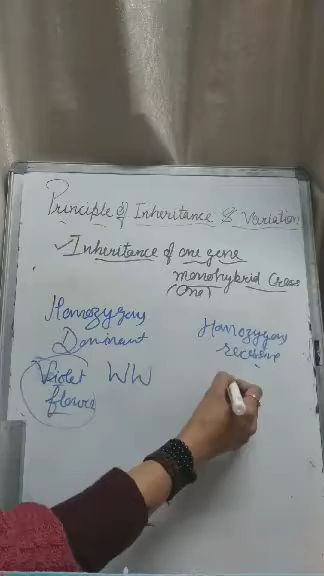 Principle of Inheritance & Variation
✓Inheritance of one gene
monohybrid Cross
(One)
Homozygous
Dominant
Violet WW
flower
Homozygous
recessive